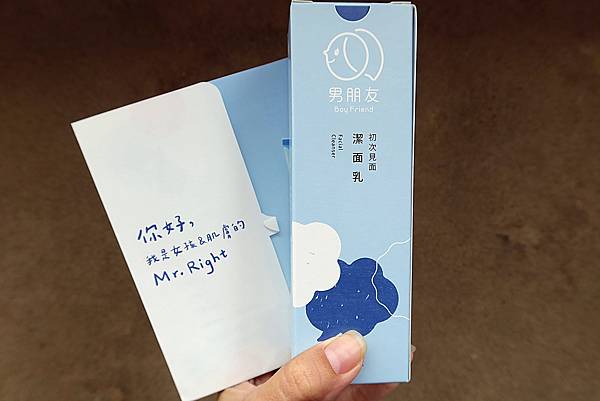 男朋友
Boy Friend
初次見面
潔面乳
Facial
Cleanser
你好,
我是女孩&肌膚的
Mr. Right